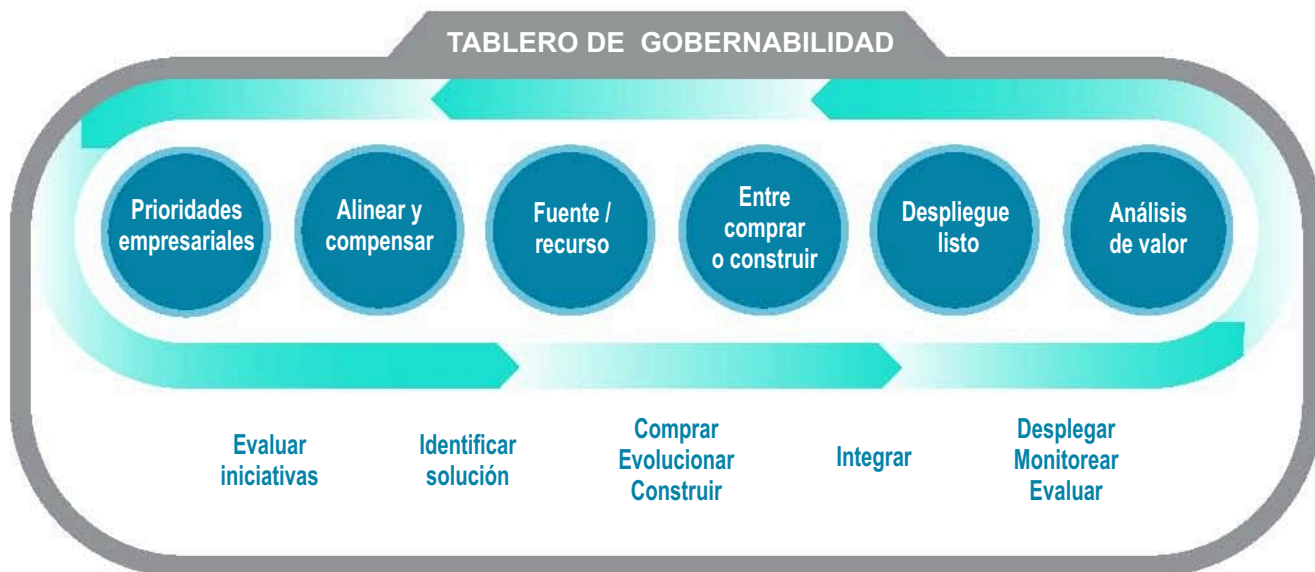 TABLERO DE GOBERNABILIDAD
Prioridades
empresariales
Alinear y
compensar
Fuente /
recurso
Entre
comprar
o construir
Despliegue
listo
Análisis
de valor
Evaluar
iniciativas
Identificar
solución
Comprar
Evolucionar
Construir
Integrar
Desplegar
Monitorear
Evaluar